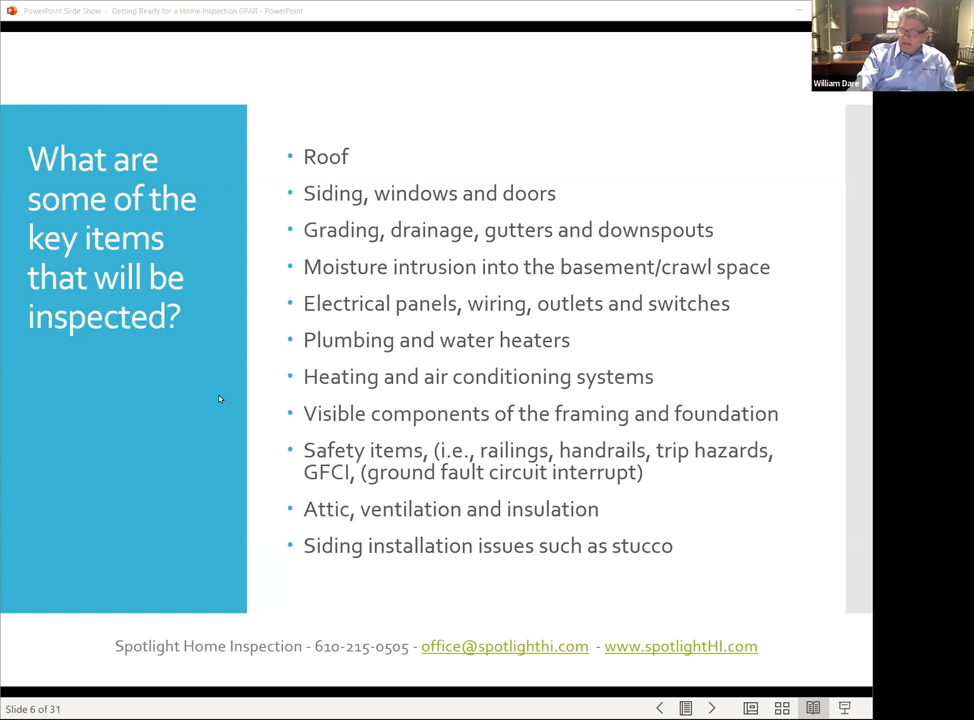 PowerPoint Slide Show - Getting Ready for a Home Inspection GPAR - PowerPoint
William Dare
What are
some of the
key items
that will be
inspected?
• Roof
• Siding, windows and doors
• Grading, drainage, gutters and downspouts
• Moisture intrusion into the basement/crawl space
• Electrical panels, wiring, outlets and switches
• Plumbing and water heaters
• Heating and air conditioning systems
• Visible components of the framing and foundation
• Safety items, (i.e., railings, handrails, trip hazards,
GFCI, (ground fault circuit interrupt)
• Attic, ventilation and insulation
• Siding installation issues such as stucco
Spotlight Home Inspection - 610-215-0505 - office@spotlighthi.com - www.spotlightHI.com
Slide 6 of 31